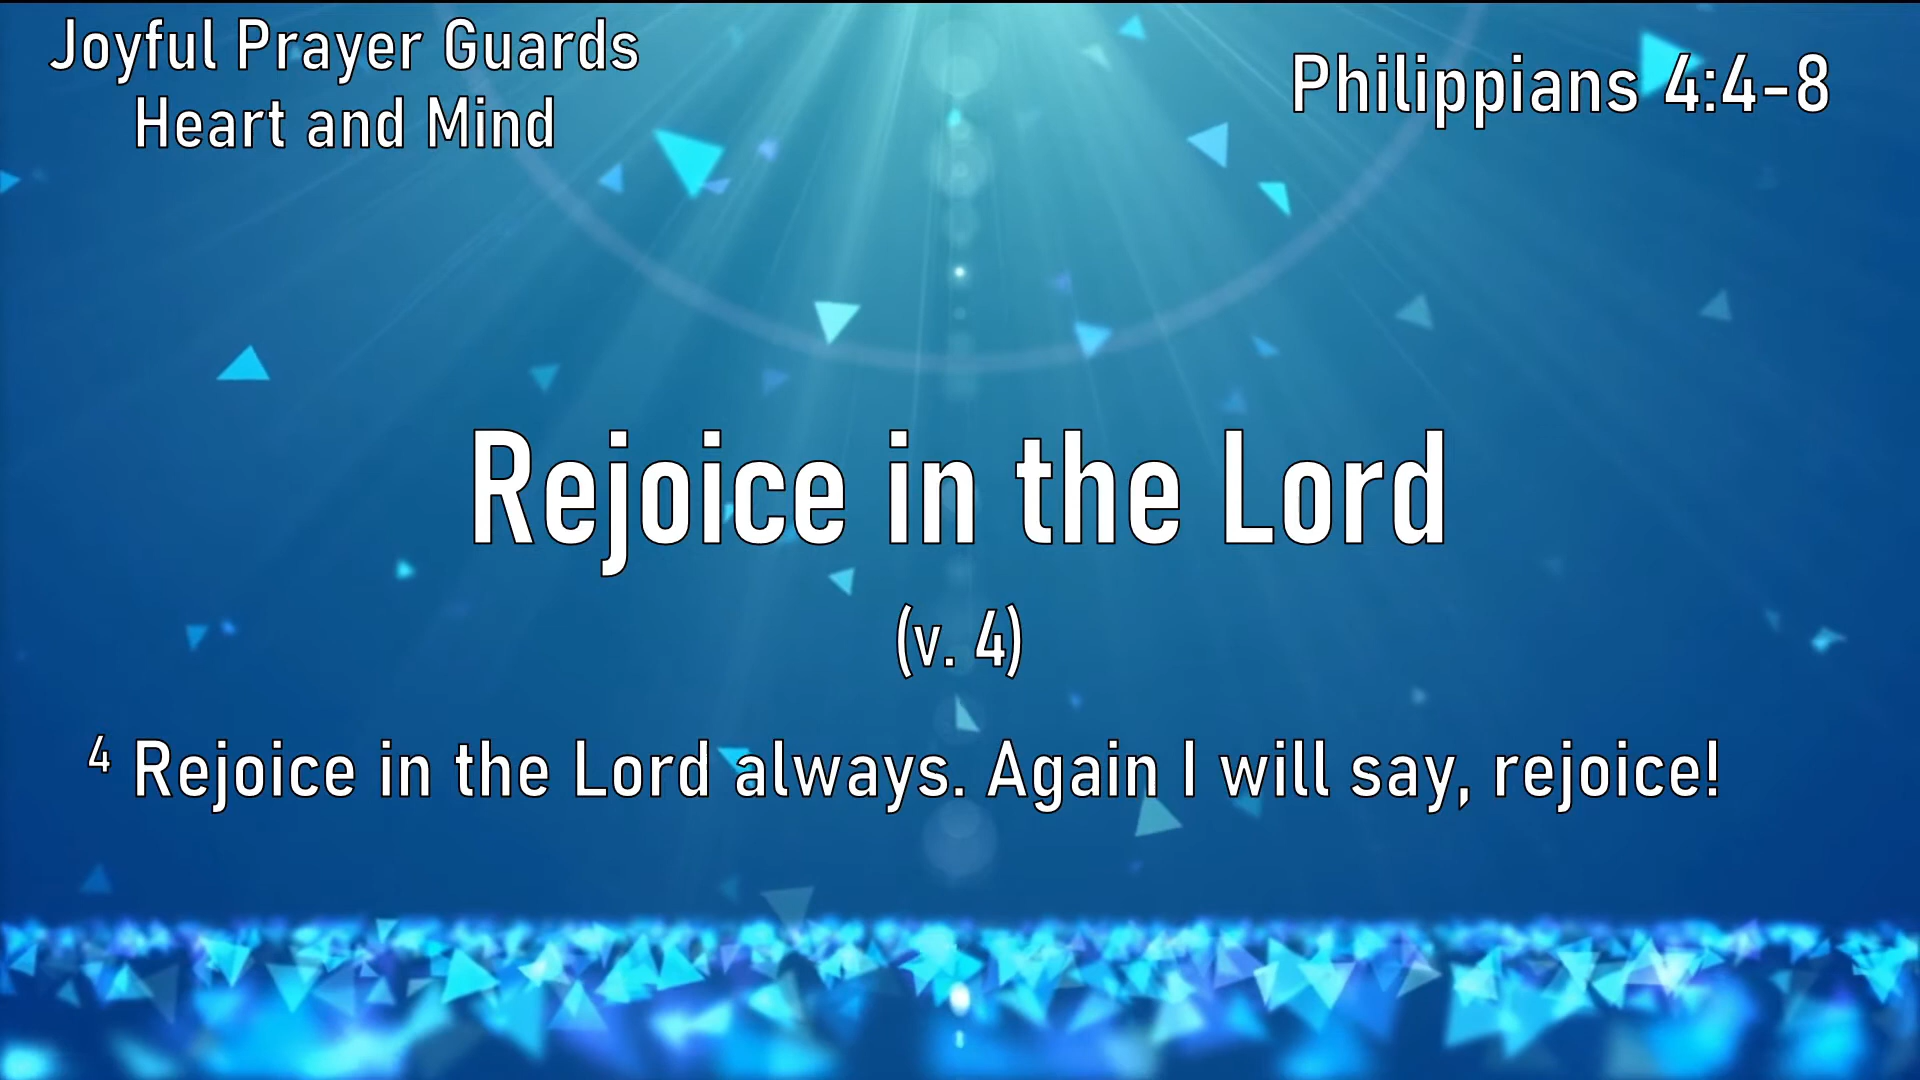 Joyful Prayer Guards
Heart and Mind
Philippians 4:4-8
Rejoice in the Lord
(v. 4)
4 Rejoice in the Lord always. Again I will say, rejoice!